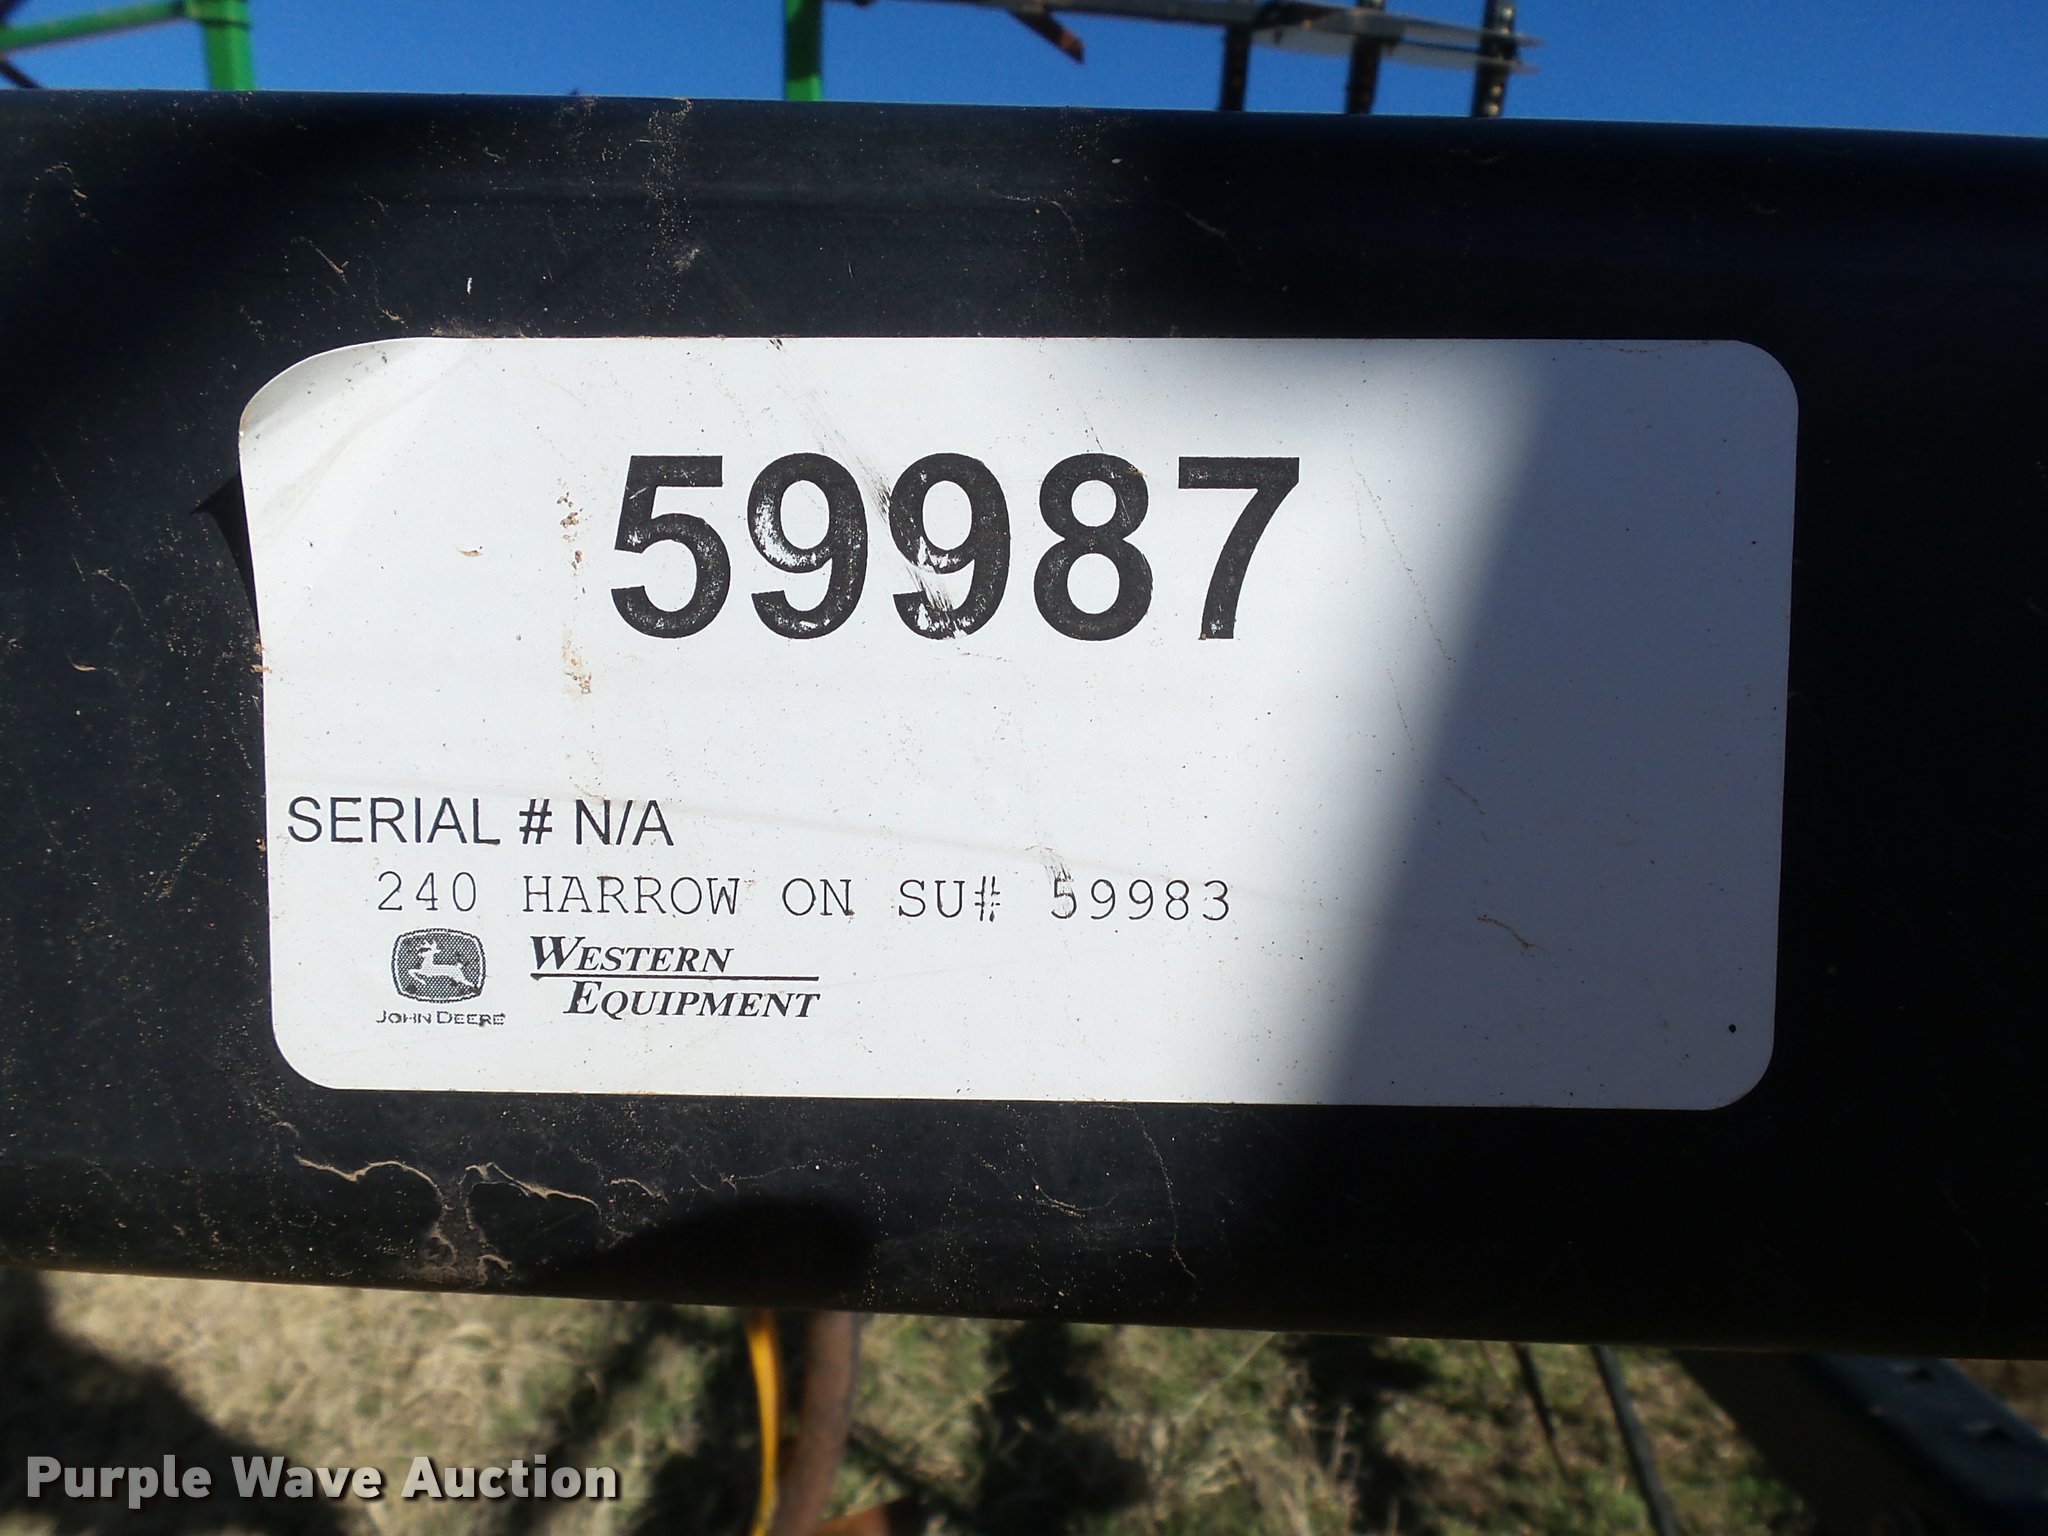 59987
SERIAL # N/A
240 HARROW ON SU# 59983
JOHN DEERE
WESTERN
EQUIPMENT
Purple Wave Auction